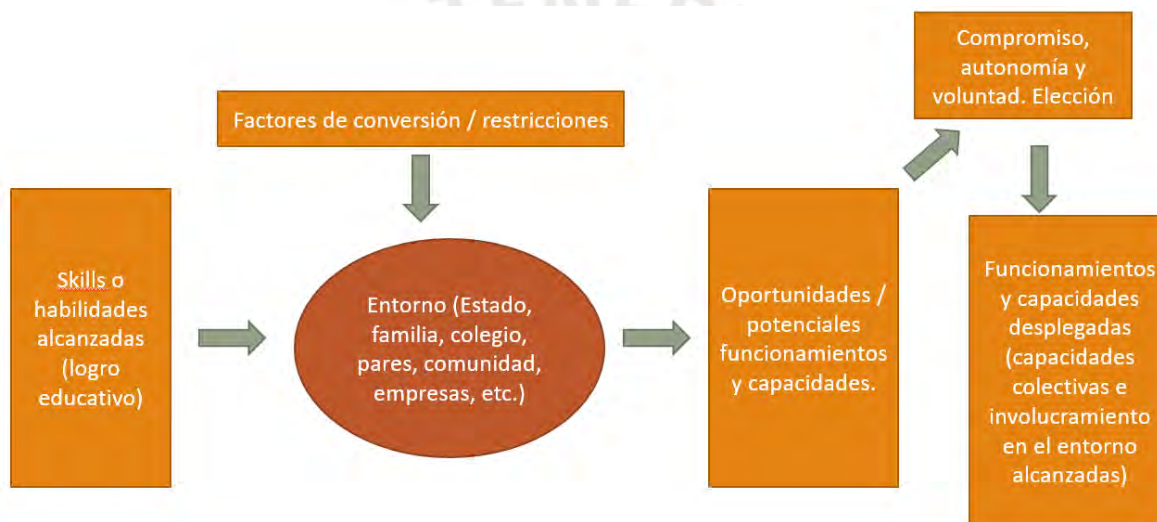 Factores de conversión / restricciones
Skills o
habilidades
alcanzadas
(logro
educativo)
Entorno (Estado,
familia, colegio,
pares, comunidad,
empresas, etc.)
Oportunidades /
potenciales
funcionamientos
y capacidades.
Compromiso,
autonomía y
voluntad. Elección
Funcionamientos
y capacidades
desplegadas
(capacidades
colectivas e
involucramiento
en el entorno
alcanzadas)